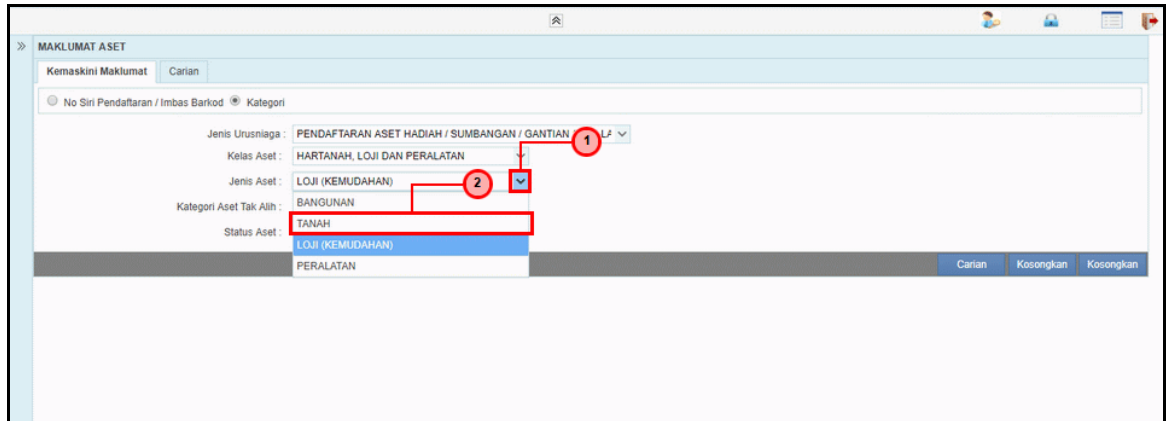 MAKLUMAT ASET
Kemaskini Maklumat Carian
No Siri Pendaftaran / Imbas Barkod Kategori
Jenis Urusniaga : PENDAFTARAN ASET HADIAH / SUMBANGAN / GANTIAN
1
Kelas Aset : HARTANAH, LOJI DAN PERALATAN
Jenis Aset : LOJI (KEMUDAHAN)
2
Kategori Aset Tak Alih : BANGUNAN
TANAH
Status Aset :
LOJI (KEMUDAHAN)
PERALATAN
Carian Kosongkan Kosongkan